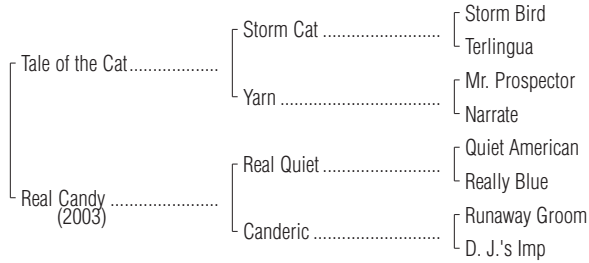 Storm Bird
Storm Cat ................................
Terlingua
Tale of the Cat...................
Mr. Prospector
Yarn ........................................
Narrate
Quiet American
Real Quiet ................................
Really Blue
Real Candy .......................
(2003)
Runaway Groom
Canderic ..................................
D. J.'s Imp